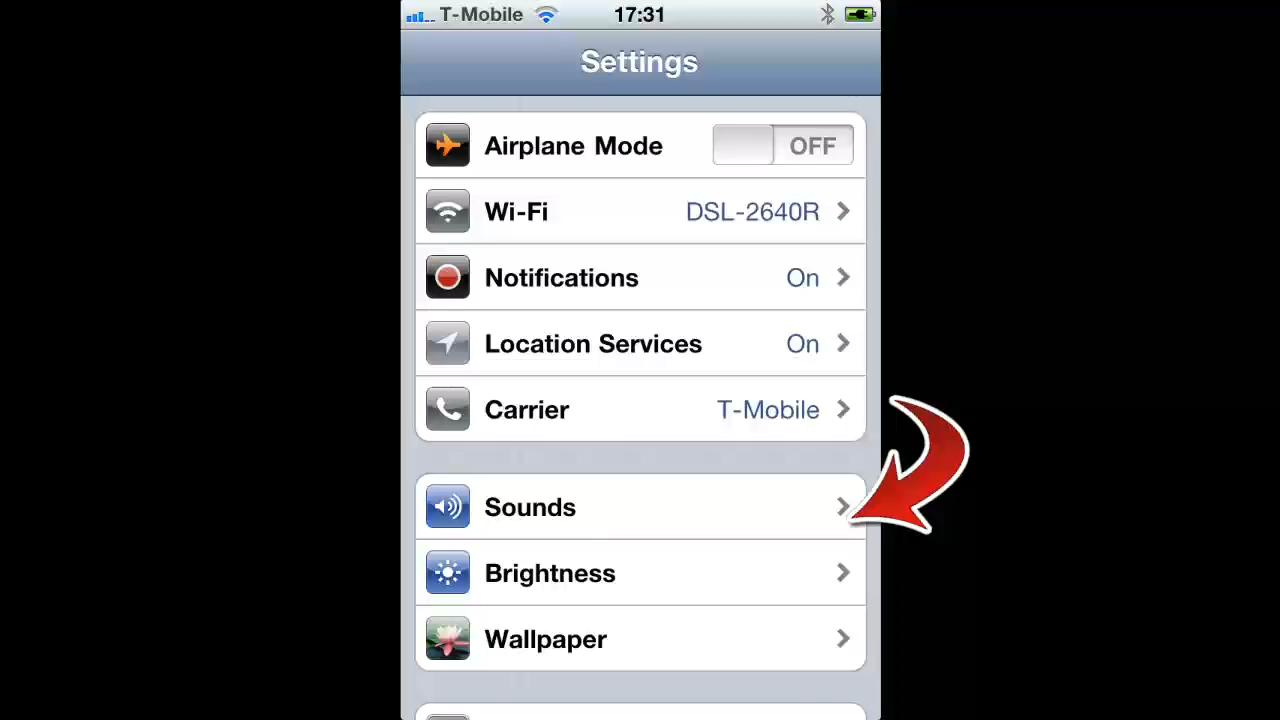 T-Mobile 17:31
Settings
Airplane Mode OFF
Wi-Fi DSL-2640R
Notifications On
Location Services On
Carrier T-Mobile
Sounds
Brightness
Wallpaper